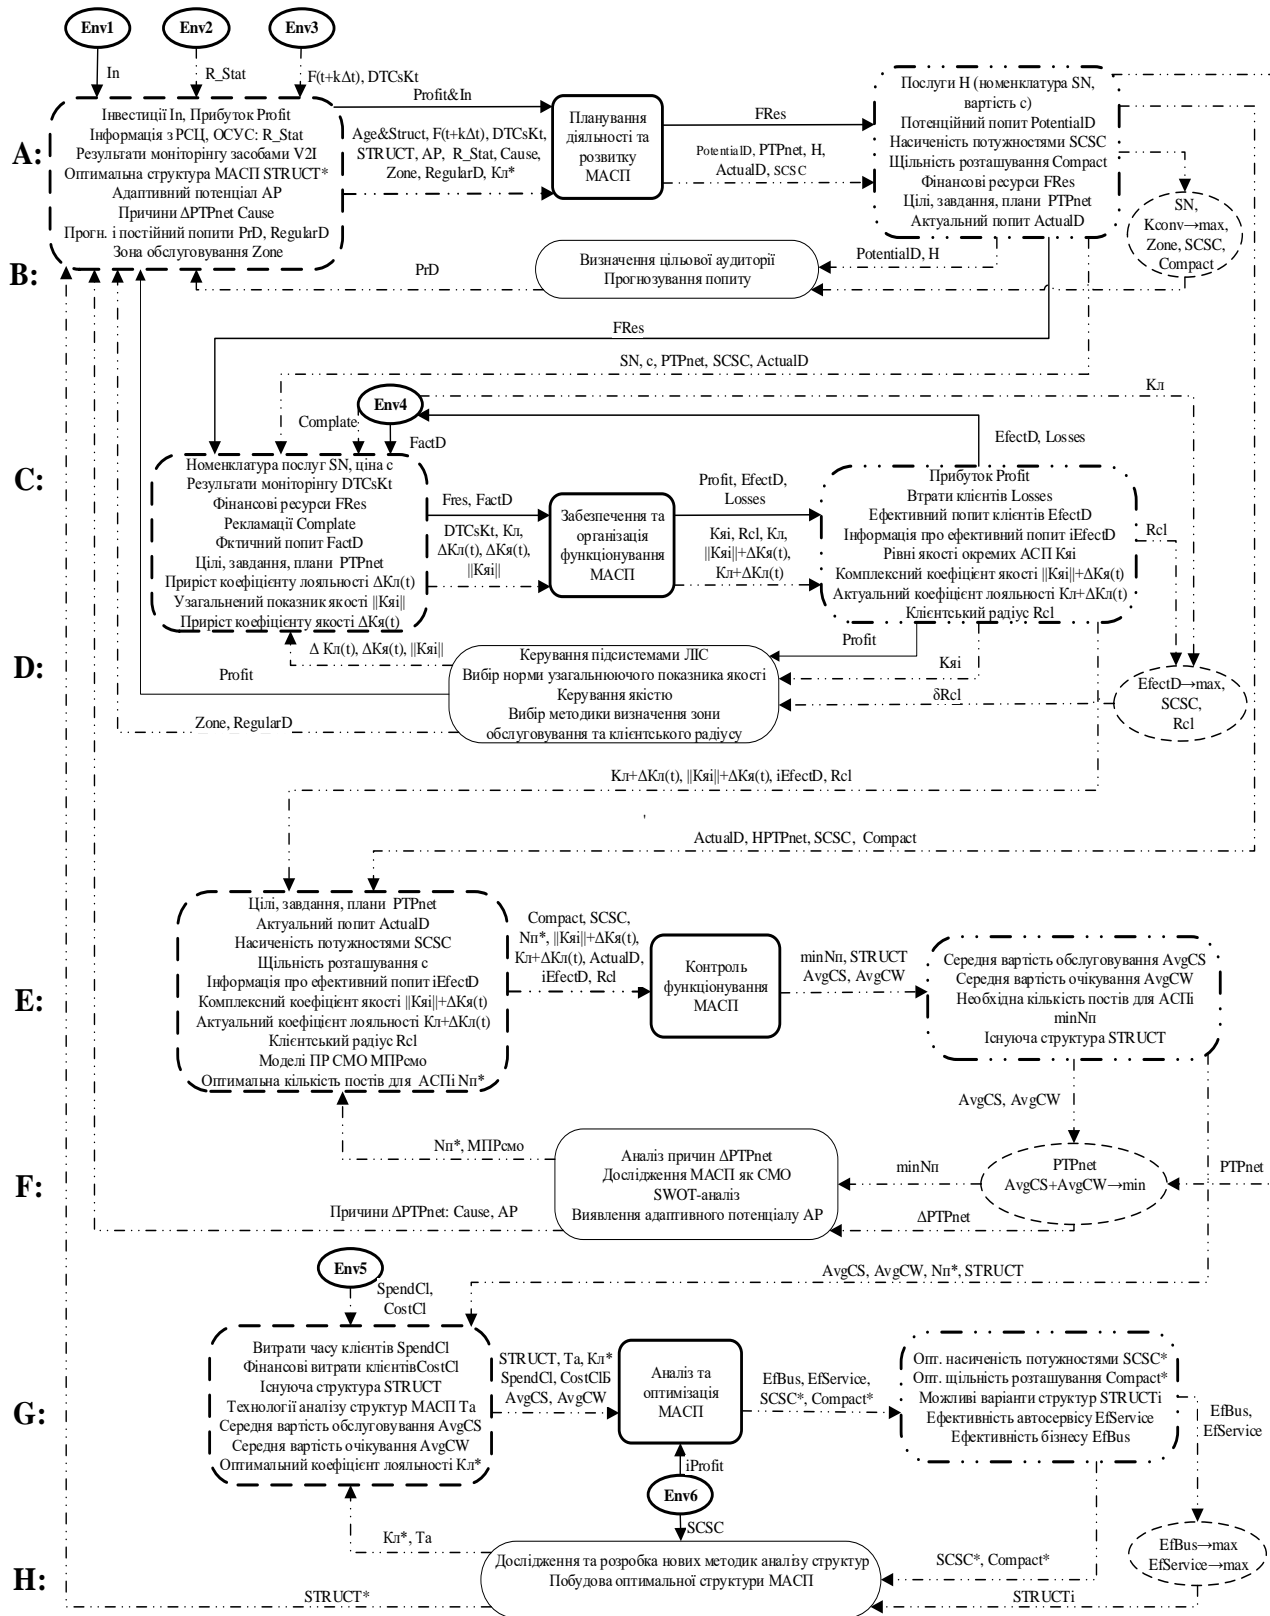 Env1
Env2
Env3
In
R_Stat
F(t+kΔt), DTCsKt
A:
Інвестиції In, Прибуток Profit
Інформація з РСЦ, ОСУС: R_Stat
Результати моніторінгу засобами V2I
Оптимальна структура МАСП STRUCT*
Адаптивний потенціал AP
Причини ΔPTPnet Cause
Прогн. і постійний попити PrD, RegularD
Зона обслуговування Zone
Profit&In
Age&Struct, F(t+kΔt), DTCsKt,
STRUCT, AP, R_Stat, Cause,
Zone, RegularD, Кл*
Планування
діяльності та
розвитку
МАСП
FRes
PotentialD, PTPnet, H,
ActualD, SCSC
Послуги H (номенклатура SN,
вартість c)
Потенційний попит PotentialD
Насиченість потужностями SCSC
Щільність розташування Compact
Фінансові ресурси FRes
Цілі, завдання, плани PTPnet
Актуальний попит ActualD
SN,
Kconv→max,
Zone, SCSC,
Compact
B:
PrD
Визначення цільової аудиторії
Прогнозування попиту
PotentialD, H
FRes
SN, c, PTPnet, SCSC, ActualD
Кл
Env4
Complate
FactD
EfectD, Losses
C:
Номенклатура послуг SN, ціна c
Результати моніторінгу DTCsKt
Фінансові ресурси FRes
Рекламації Complate
Фктичний попит FactD
Цілі, завдання, плани PTPnet
Приріст коефіцієнту лояльності ΔКл(t)
Узагальнений показник якості ||Кяі||
Приріст коефіцієнту якості ΔКя(t)
Fres, FactD
DTCsKt, Кл,
ΔКл(t), ΔКя(t),
||Кяі||
Забезпечення та
організація
функціонування
МАСП
Profit, EfectD,
Losses
Кяі, Rcl, Кл,
||Кяі||+ΔКя(t),
Кл+ΔКл(t)
Прибуток Profit
Втрати клієнтів Losses
Ефективний попит клієнтів EfectD
Інформація про ефективний попит iEfectD
Рівні якості окремих АСП Кяі
Комплексний коефіцієнт якості ||Кяі||+ΔКя(t)
Актуальний коефіцієнт лояльності Кл+ΔКл(t)
Клієнтський радіус Rcl
Rcl
D:
Δ Кл(t), ΔКя(t), ||Кяі||
Profit
Zone, RegularD
Керування підсистемами ЛІС
Вибір норми узагальнюючого показника якості
Керування якістю
Вибір методики визначення зони
обслуговування та клієнтського радіусу
Profit
Кяі
δRcl
EfectD→max,
SCSC,
Rcl
Кл+ΔКл(t), ||Кяі||+ΔКя(t), iEfectD, Rcl
ActualD, HPTPnet, SCSC, Compact
E:
Цілі, завдання, плани PTPnet
Актуальний попит ActualD
Насиченість потужностями SCSC
Щільність розташування c
Інформація про ефективний попит iEfectD
Комплексний коефіцієнт якості ||Кяі||+ΔКя(t)
Актуальний коефіцієнт лояльності Кл+ΔКл(t)
Клієнтський радіус Rcl
Моделі ПР СМО МПРсмо
Оптимальна кількість постів для АСПі Nп*
Compact, SCSC,
Nп*, ||Кяі||+ΔКя(t),
Кл+ΔКл(t), ActualD,
iEfectD, Rcl
Контроль
функціонування
МАСП
minNп, STRUCT
AvgCS, AvgCW
Середня вартість обслуговування AvgCS
Середня вартість очікування AvgCW
Необхідна кількість постів для АСПі
minNп
Існуюча структура STRUCT
AvgCS, AvgCW
F:
Nп*, МПРсмо
Причини ΔPTPnet: Cause, AP
Аналіз причин ΔPTPnet
Дослідження МАСП як СМО
SWOT-аналіз
Виявлення адаптивного потенціалу AP
minNп
ΔPTPnet
PTPnet
AvgCS+AvgCW→min
PTPnet
Env5
SpendCl,
CostCl
AvgCS, AvgCW, Nп*, STRUCT
G:
Витрати часу клієнтів SpendCl
Фінансові витрати клієнтівCostCl
Існуюча структура STRUCT
Технології аналізу структур МАСП Ta
Середня вартість обслуговування AvgCS
Середня вартість очікування AvgCW
Оптимальний коефіцієнт лояльності Кл*
STRUCT, Ta, Кл*
SpendCl, CostClБ
AvgCS, AvgCW
Аналіз та
оптимізація
МАСП
EfBus, EfService,
SCSC*, Compact*
Опт. насиченість потужностями SCSC*
Опт. щільність розташування Compact*
Можливі варіанти структур STRUCTi
Ефективність автосервісу EfService
Ефективність бізнесу EfBus
EfBus,
EfService
iProfit
Env6
SCSC
H:
Кл*, Ta
STRUCT*
Дослідження та розробка нових методик аналізу структур
Побудова оптимальної структури МАСП
SCSC*, Compact*
STRUCTi
EfBus→max
EfService→max